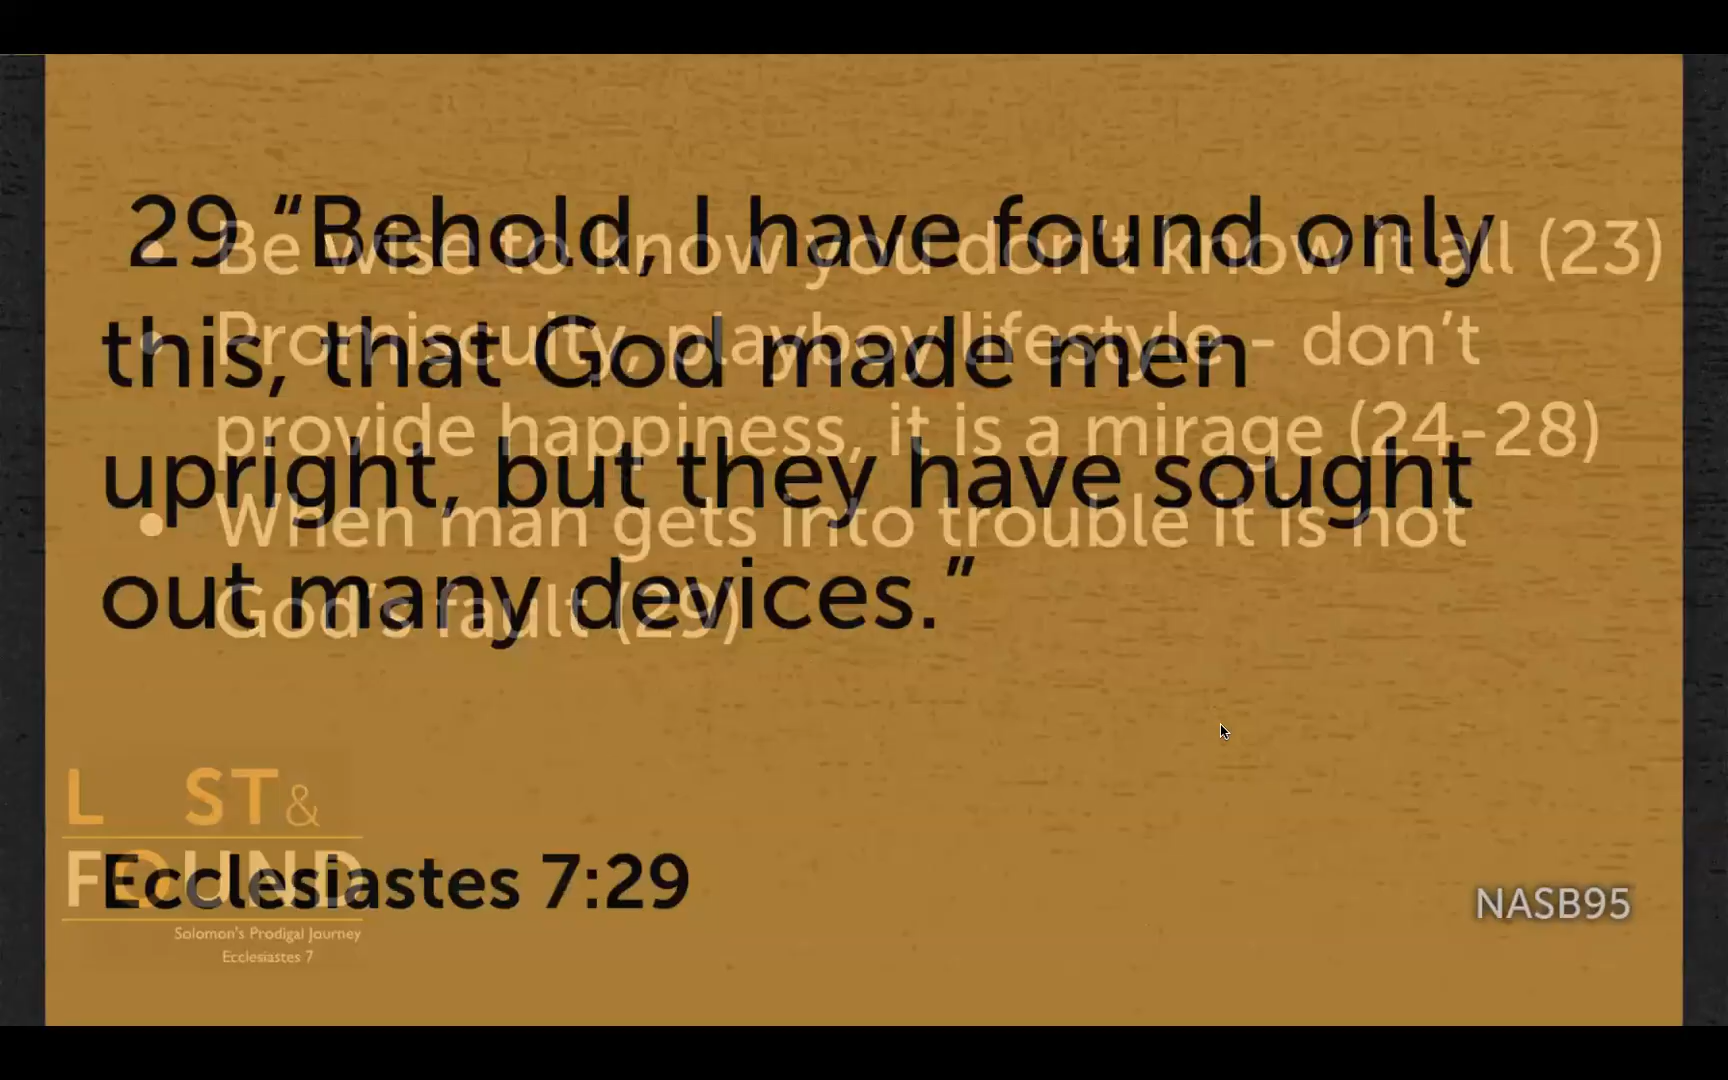 29 “Behold, I have found only
this, that God made men
upright, but they have sought
out many devices.”
• Be wise to know you don't know it all (23)
• Promiscuity, playboy lifestyle - don't
provide happiness, it is a mirage (24-28)
• When man gets into trouble it is not
God's fault (29)
L ST&
FOUND
Solomon's Prodigal Journey
Ecclesiastes 7
Ecclesiastes 7:29
NASB95